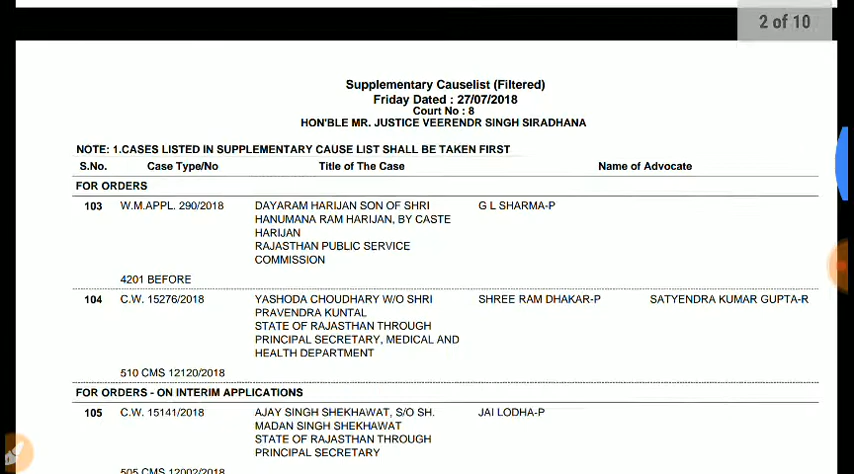 2 of 10
Supplementary Causelist (Filtered)
Friday Dated : 27/07/2018
Court No : 8
HON'BLE MR. JUSTICE VEERENDR SINGH SIRADHANA
NOTE: 1.CASES LISTED IN SUPPLEMENTARY CAUSE LIST SHALL BE TAKEN FIRST
S.No. Case Type/No Title of The Case Name of Advocate
FOR ORDERS
103 W.M.APPL. 290/2018 DAYARAM HARIJAN SON OF SHRI G L SHARMA-P
HANUMANA RAM HARIJAN, BY CASTE
HARIJAN
RAJASTHAN PUBLIC SERVICE
COMMISSION
4201 BEFORE
104 C.W. 15276/2018 YASHODA CHOUDHARY W/O SHRI SHREE RAM DHAKAR-P SATYENDRA KUMAR GUPTA-R
PRAVENDRA KUNTAL
STATE OF RAJASTHAN THROUGH
PRINCIPAL SECRETARY, MEDICAL AND
HEALTH DEPARTMENT
510 CMS 12120/2018
FOR ORDERS - ON INTERIM APPLICATIONS
105 C.W. 15141/2018 AJAY SINGH SHEKHAWAT, S/O SH. JAI LODHA-P
MADAN SINGH SHEKHAWAT
STATE OF RAJASTHAN THROUGH
PRINCIPAL SECRETARY
505 CMS 12002/2018